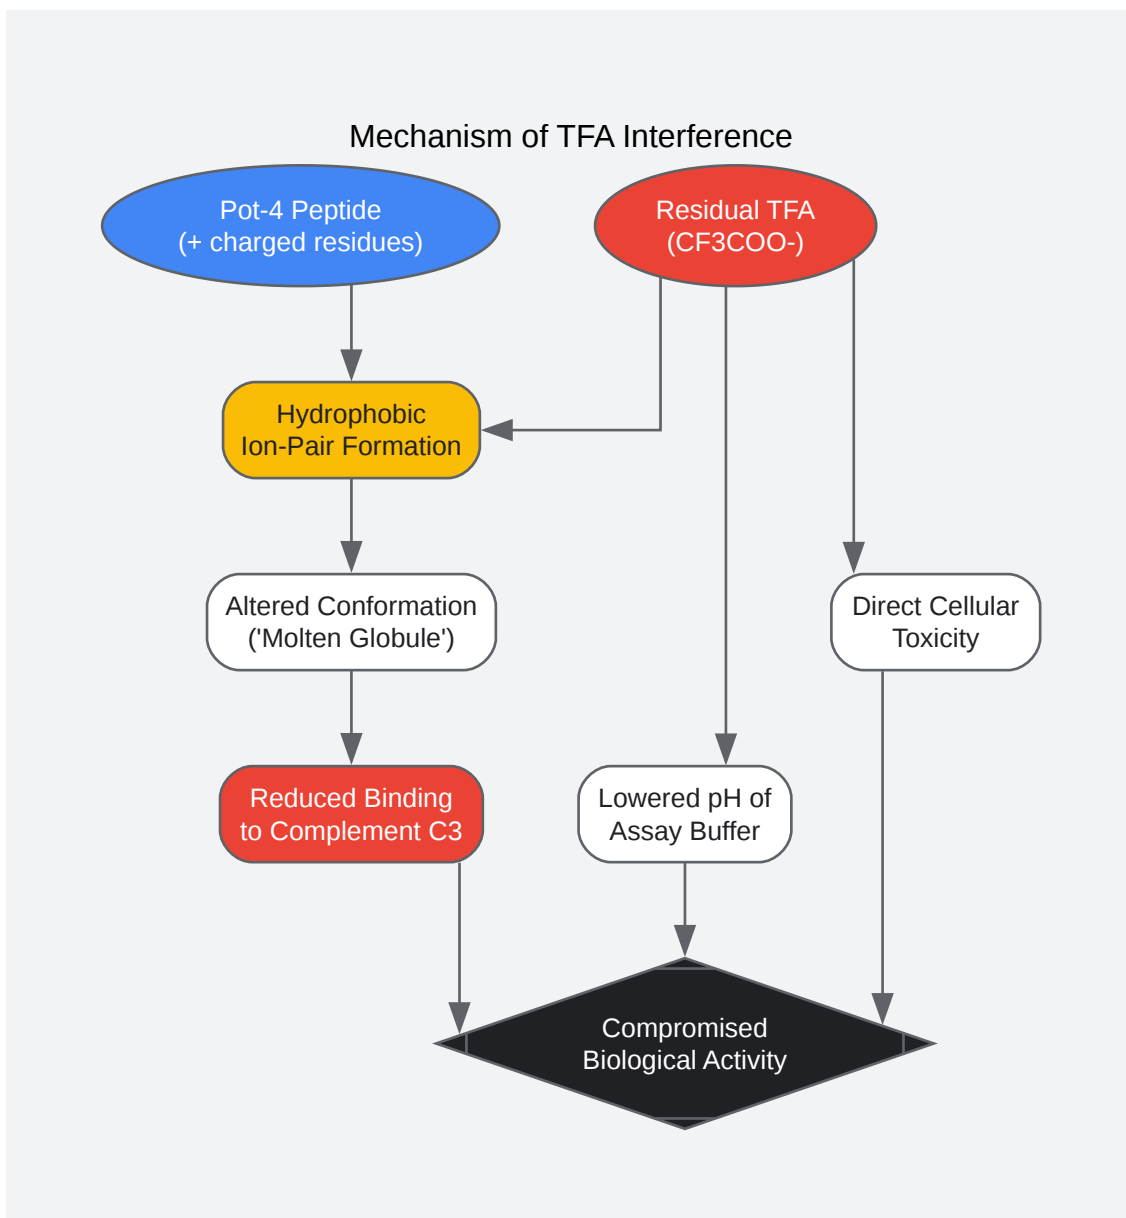 Mechanism of TFA Interference
Pot-4 Peptide
(+ charged residues)
Residual TFA
(CF3COO-)
Hydrophobic
Ion-Pair Formation
Altered Conformation
('Molten Globule')
Direct Cellular
Toxicity
Reduced Binding
to Complement C3
Lowered pH of
Assay Buffer
Compromised
Biological Activity